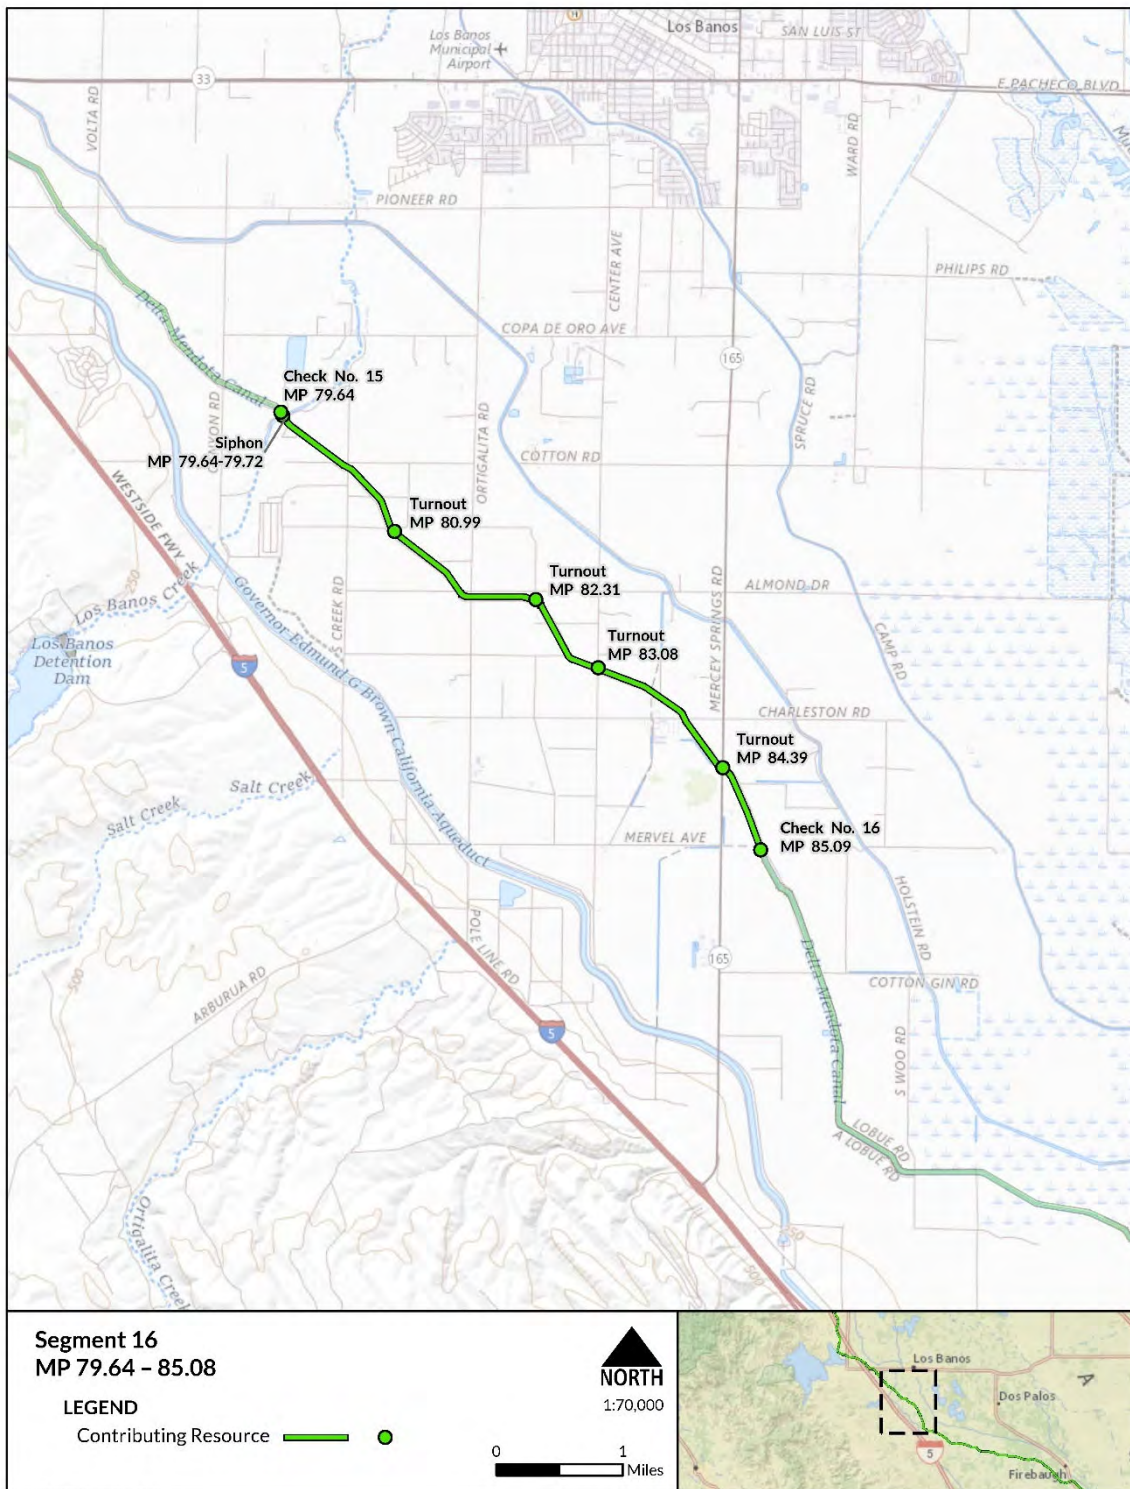 Los Banos
SAN LUIS ST
Los Banos
Municipal
Airport
33
E PACHECO BLVD
VOLTA RD
WARD RD
PIONEER RD
CENTER AVE
PHILIPS RD
COPA DE ORO AVE
165
Delta Mendota Canal
Check No. 15
MP 79.64
SPRUCE RD
ORTIGALITA RD
Siphon
MP 79.64-79.72
COTTON RD
WESTSIDE FWY
Turnout
MP 80.99
250
Turnout
MP 82.31
ALMOND DR
Los Banos Creek
S CREEK RD
MERCEY SPRINGS RD
CAMP RD
Los Banos
Detention
Dam
5
Governor Edmund G Brown California Aqueduct
Turnout
MP 83.08
CHARLESTON RD
Turnout
MP 84.39
Salt Creek
Salt Creek
MERVEL AVE
Check No. 16
MP 85.09
HOLSTEIN RD
POLE LINE RD
165
Delta Mendota Canal
COTTON GIN RD
500
ARBURUA RD
5
S WOO RD
LOBUE RD
A LOBUE RD
Ortigalita Creek
500
Segment 16
MP 79.64 – 85.08
LEGEND
Contributing Resource
NORTH
1:70,000
0 1
Miles
Los Banos
Dos Palos
5
Firebaugh